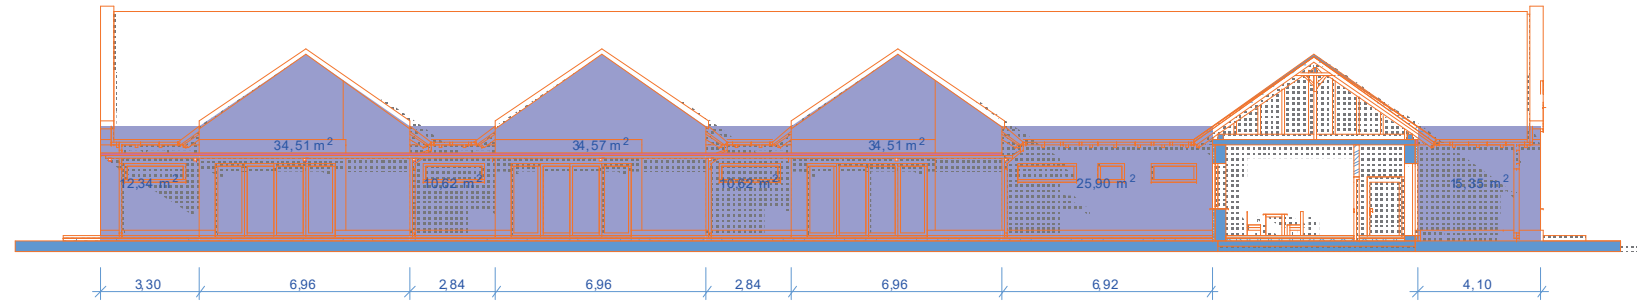 34,51 m²
34,57 m²
34,51 m²
12,34 m²
10,62 m²
10,62 m²
25,90 m²
15,35 m²
3,30
6,96
2,84
6,96
2,84
6,96
6,92
4,10